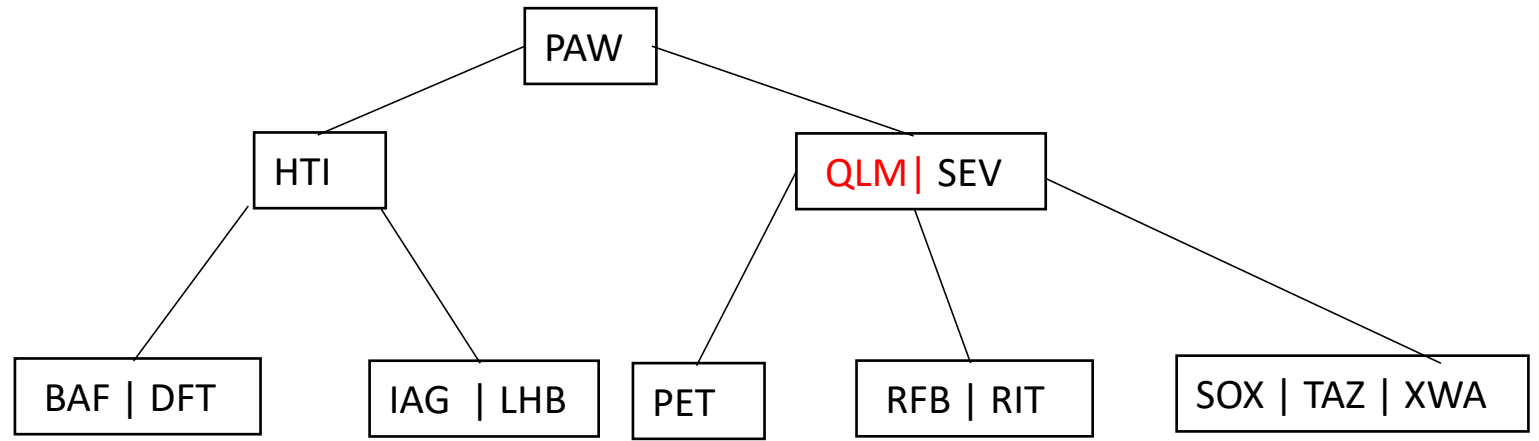 PAW
HTI
QLM| SEV
BAF | DFT
IAG | LHB
PET
RFB | RIT
SOX | TAZ | XWA